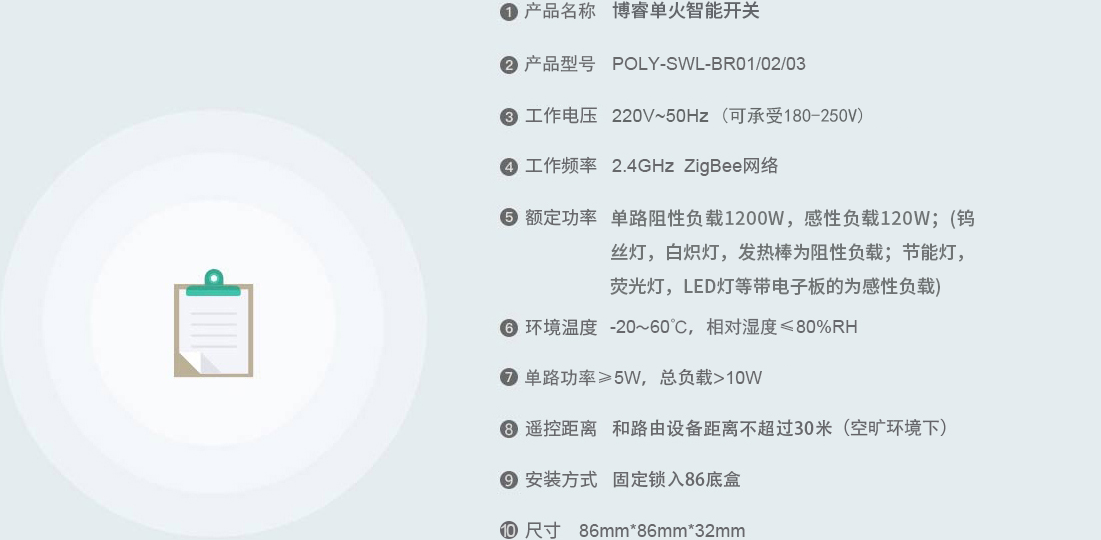 ❶ 产品名称 博睿单火智能开关
❷ 产品型号 POLY-SWL-BR01/02/03
❸ 工作电压 220V~50Hz（可承受180-250V）
❹ 工作频率 2.4GHz ZigBee网络
❺ 额定功率 单路阻性负载1200W，感性负载120W；(钨
丝灯，白炽灯，发热棒为阻性负载；节能灯，
荧光灯，LED灯等带电子板的为感性负载)
❻ 环境温度 -20～60℃，相对湿度≤80%RH
❼ 单路功率≥5W，总负载>10W
❽ 遥控距离 和路由设备距离不超过30米（空旷环境下）
❾ 安装方式 固定锁入86底盒
❿ 尺寸 86mm*86mm*32mm